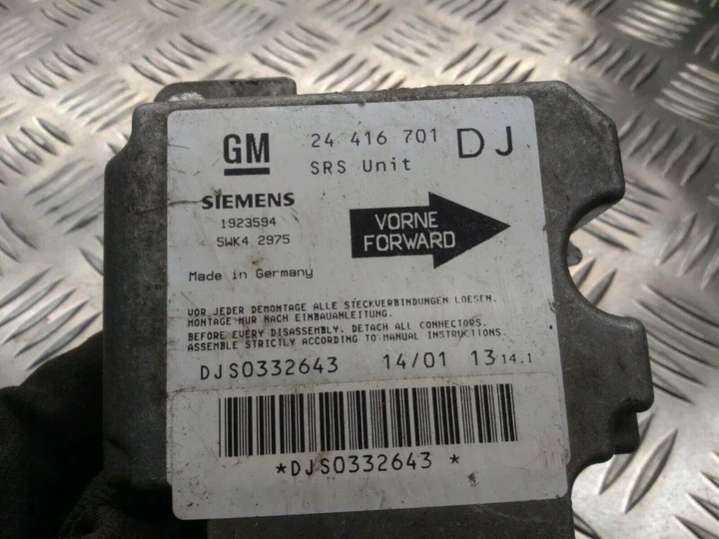 GM
24 416 701 DJ
SRS Unit
SIEMENS
1923594
5WK4 2975
VORNE
FORWARD
Made in Germany
VOR JEDER DEMONTAGE ALLE STECKVERBINDUNGEN LOESEN.
MONTAGE NUR NACH EINBAUANLEITUNG.
BEFORE EVERY DISASSEMBLY, DETACH ALL CONNECTORS.
ASSEMBLE STRICTLY ACCORDING TO MANUAL INSTRUCTIONS.
DJS0332643 14/01 13 14.1
*DJS0332643 *